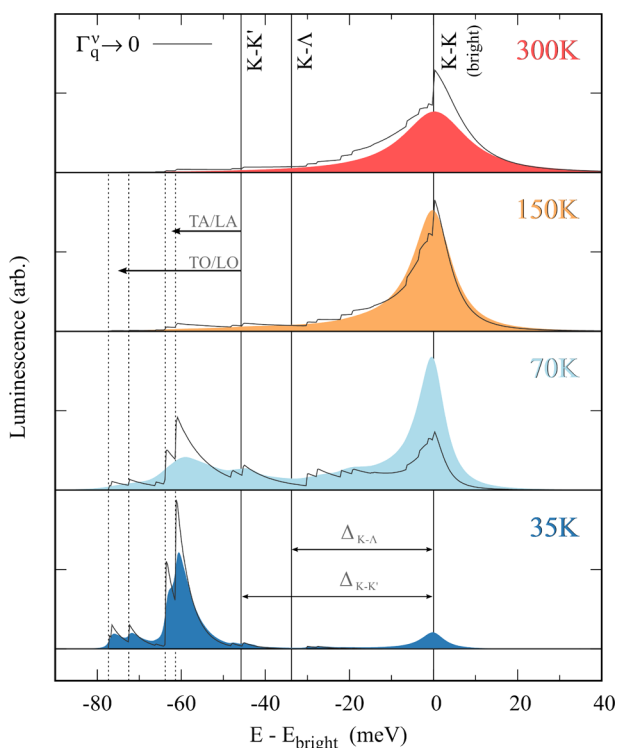 Γ_q^ν→0
K-K'
K-Λ
K-K
(bright)
300K
150K
TA/LA
TO/LO
70K
35K
Δ_K-Λ
Δ_K-K'
Luminescence (arb.)
-80 -60 -40 -20 0 20 40
E - E_bright (meV)